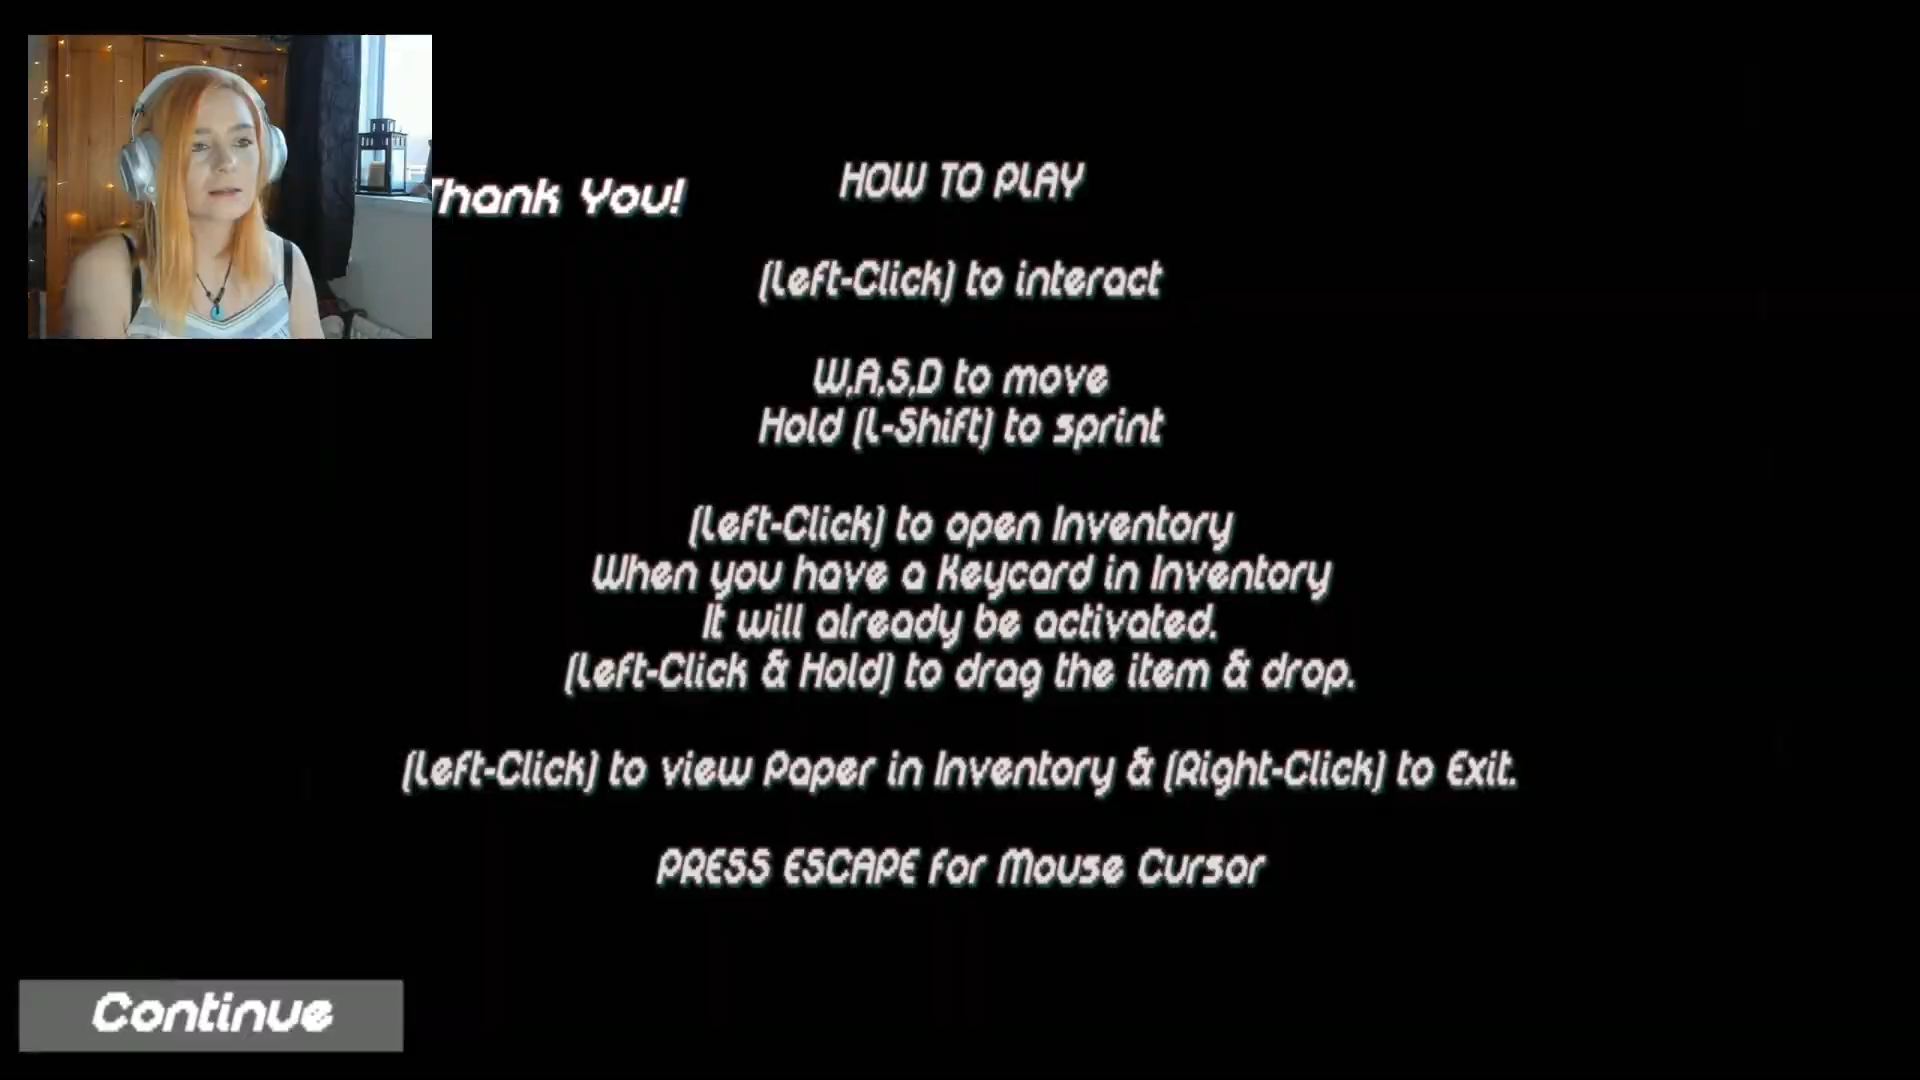 Thank You!
HOW TO PLAY
(Left-Click) to interact
W,A,S,D to move
Hold (L-Shift) to sprint
(Left-Click) to open Inventory
When you have a Keycard in Inventory
It will already be activated.
(Left-Click & Hold) to drag the item & drop.
(Left-Click) to view Paper in Inventory & (Right-Click) to Exit.
PRESS ESCAPE for Mouse Cursor
Continue